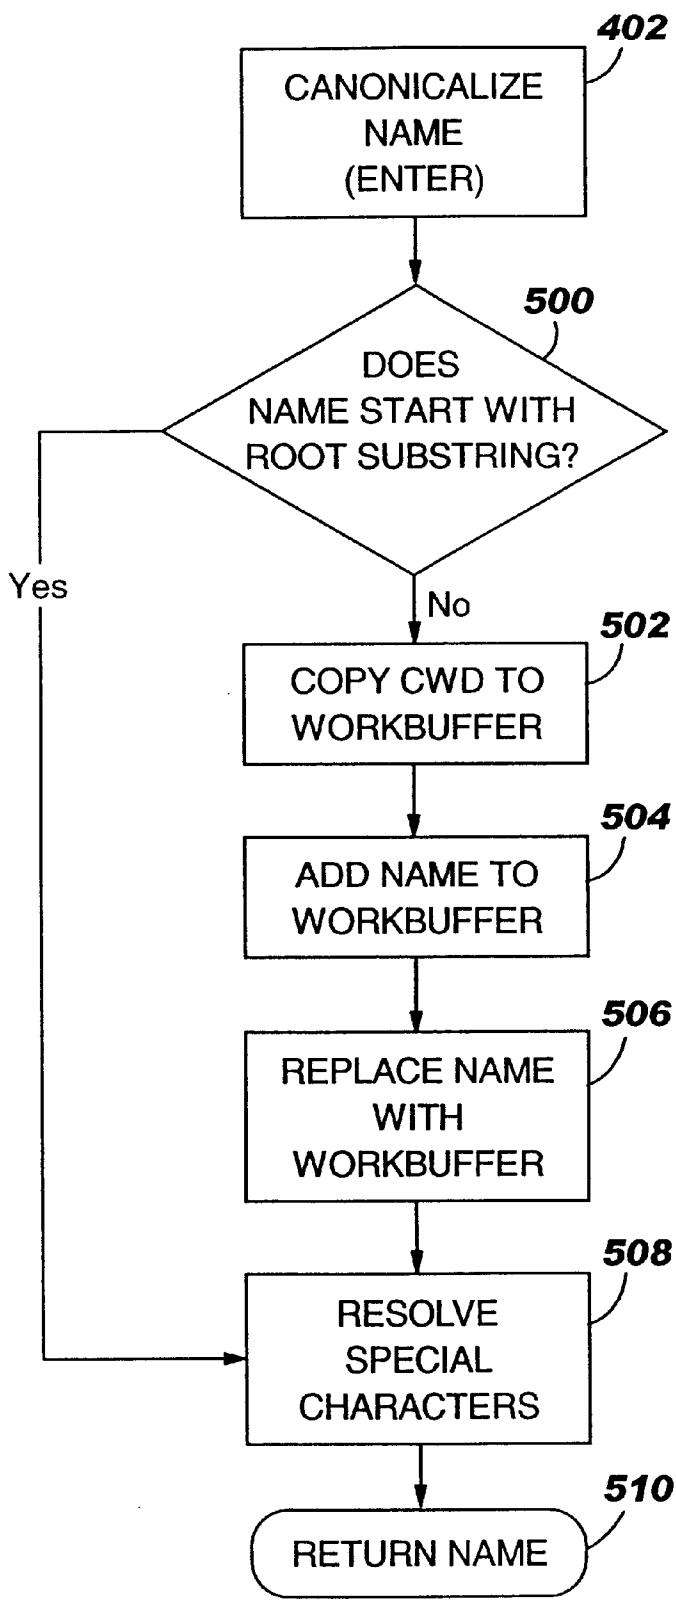 402
CANONICALIZE
NAME
(ENTER)
500
DOES
NAME START WITH
ROOT SUBSTRING?
Yes
No
502
COPY CWD TO
WORKBUFFER
504
ADD NAME TO
WORKBUFFER
506
REPLACE NAME
WITH
WORKBUFFER
508
RESOLVE
SPECIAL
CHARACTERS
510
RETURN NAME